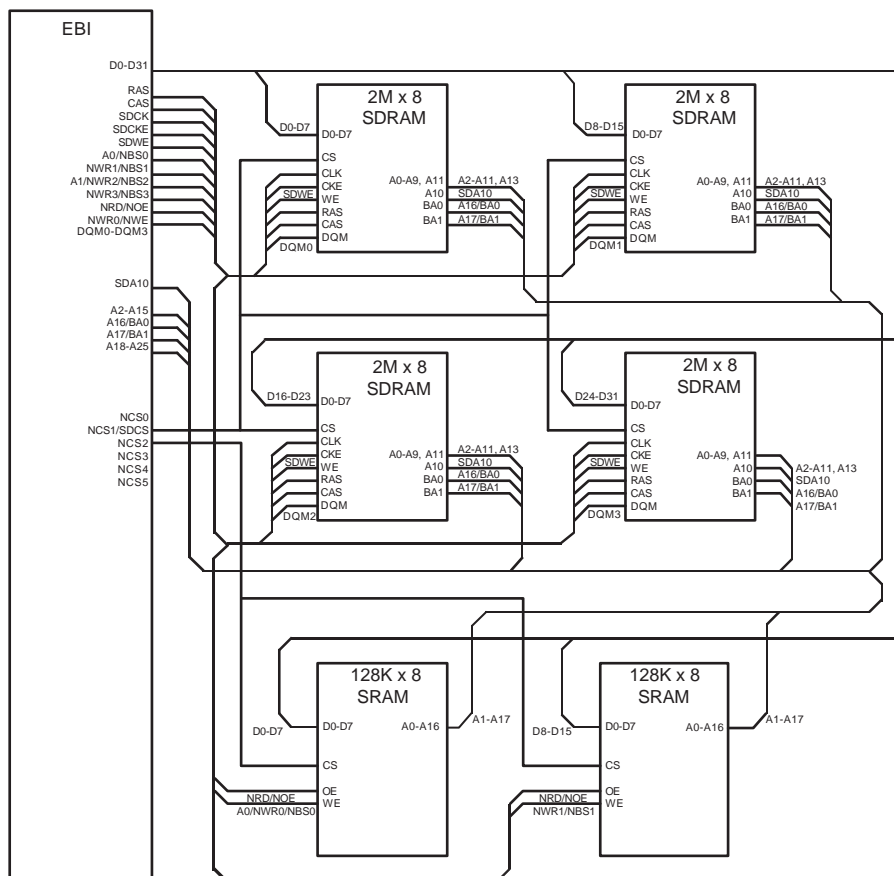 EBI
D0-D31
RAS
CAS
SDCK
SDCKE
SDWE
A0/NBS0
NWR1/NBS1
A1/NWR2/NBS2
NWR3/NBS3
NRD/NOE
NWR0/NWE
DQM0-DQM3
SDA10
A2-A15
A16/BA0
A17/BA1
A18-A25
NCS0
NCS1/SDCS
NCS2
NCS3
NCS4
NCS5
2M x 8
SDRAM
D0-D7
D0-D7
CS
CLK
CKE
SDWE
WE
RAS
CAS
DQM
DQM0
A0-A9, A11
A10
BA0
BA1
A2-A11, A13
SDA10
A16/BA0
A17/BA1
2M x 8
SDRAM
D8-D15
D0-D7
CS
CLK
CKE
SDWE
WE
RAS
CAS
DQM
DQM1
A0-A9, A11
A10
BA0
BA1
A2-A11, A13
SDA10
A16/BA0
A17/BA1
2M x 8
SDRAM
D16-D23
D0-D7
CS
CLK
CKE
SDWE
WE
RAS
CAS
DQM
DQM2
A0-A9, A11
A10
BA0
BA1
A2-A11, A13
SDA10
A16/BA0
A17/BA1
2M x 8
SDRAM
D24-D31
D0-D7
CS
CLK
CKE
SDWE
WE
RAS
CAS
DQM
DQM3
A0-A9, A11
A10
BA0
BA1
A2-A11, A13
SDA10
A16/BA0
A17/BA1
128K x 8
SRAM
D0-D7
D0-D7
A0-A16
A1-A17
CS
OE
NRD/NOE
WE
A0/NWR0/NBS0
128K x 8
SRAM
D8-D15
D0-D7
A0-A16
A1-A17
CS
OE
NRD/NOE
WE
NWR1/NBS1